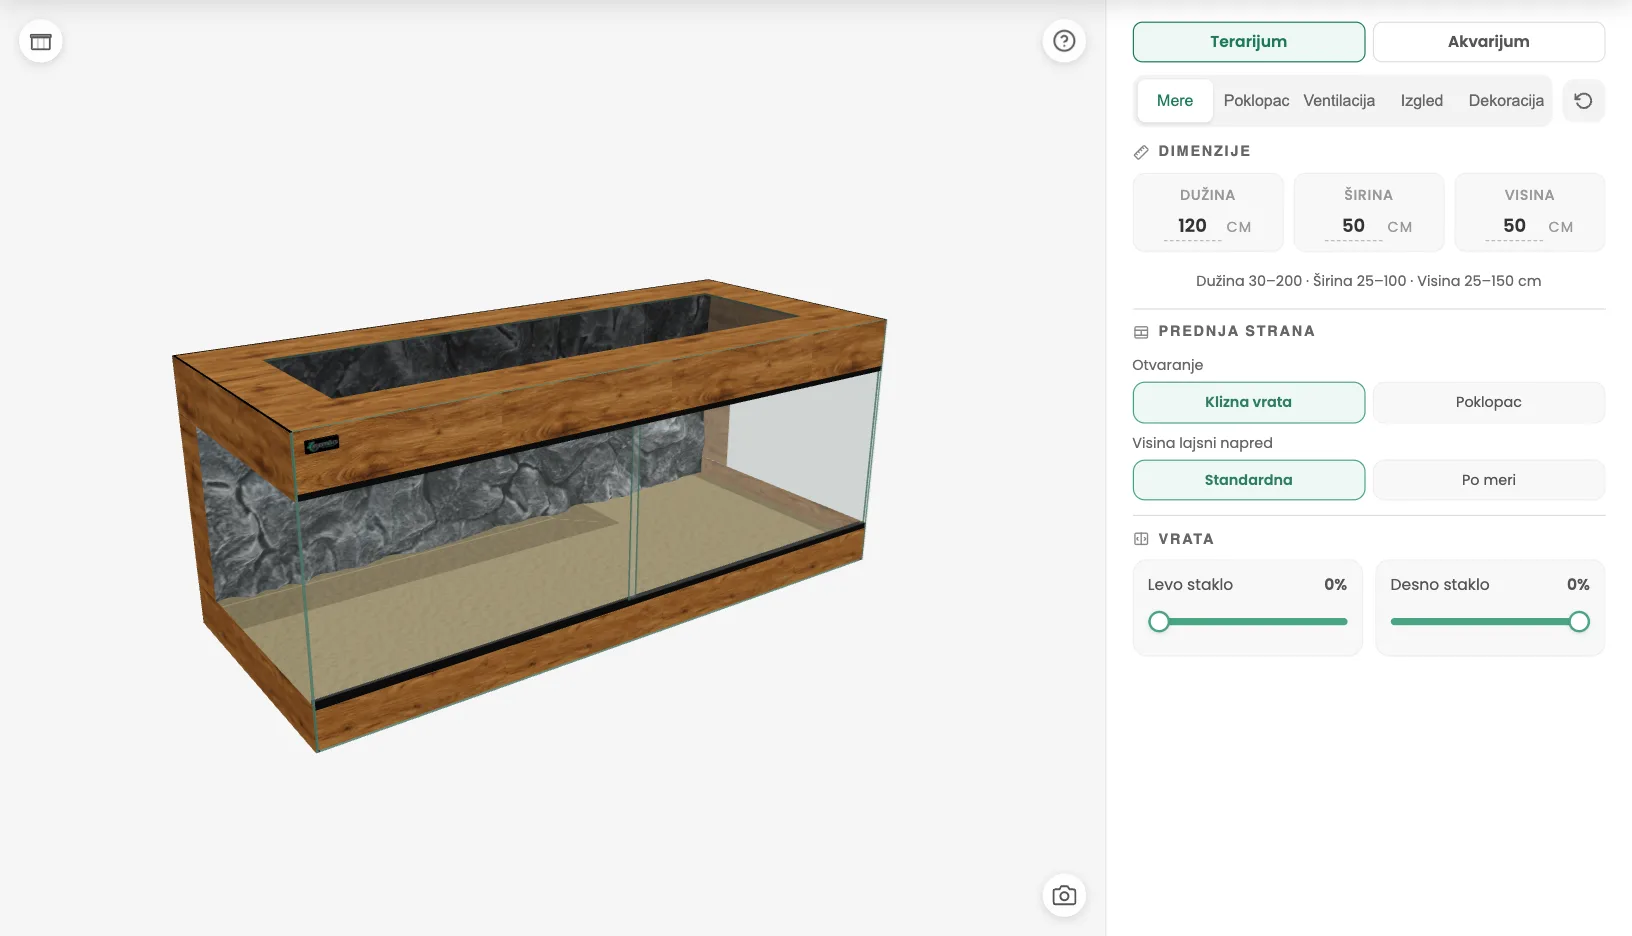 Terarijum
Akvarijum
Mere
Poklopac
Ventilacija
Izgled
Dekoracija
DIMENZIJE
DUŽINA
120 CM
ŠIRINA
50 CM
VISINA
50 CM
Dužina 30–200 · Širina 25–100 · Visina 25–150 cm
PREDNJA STRANA
Otvaranje
Klizna vrata
Poklopac
Visina lajsni napred
Standardna
Po meri
VRATA
Levo staklo 0%
Desno staklo 0%